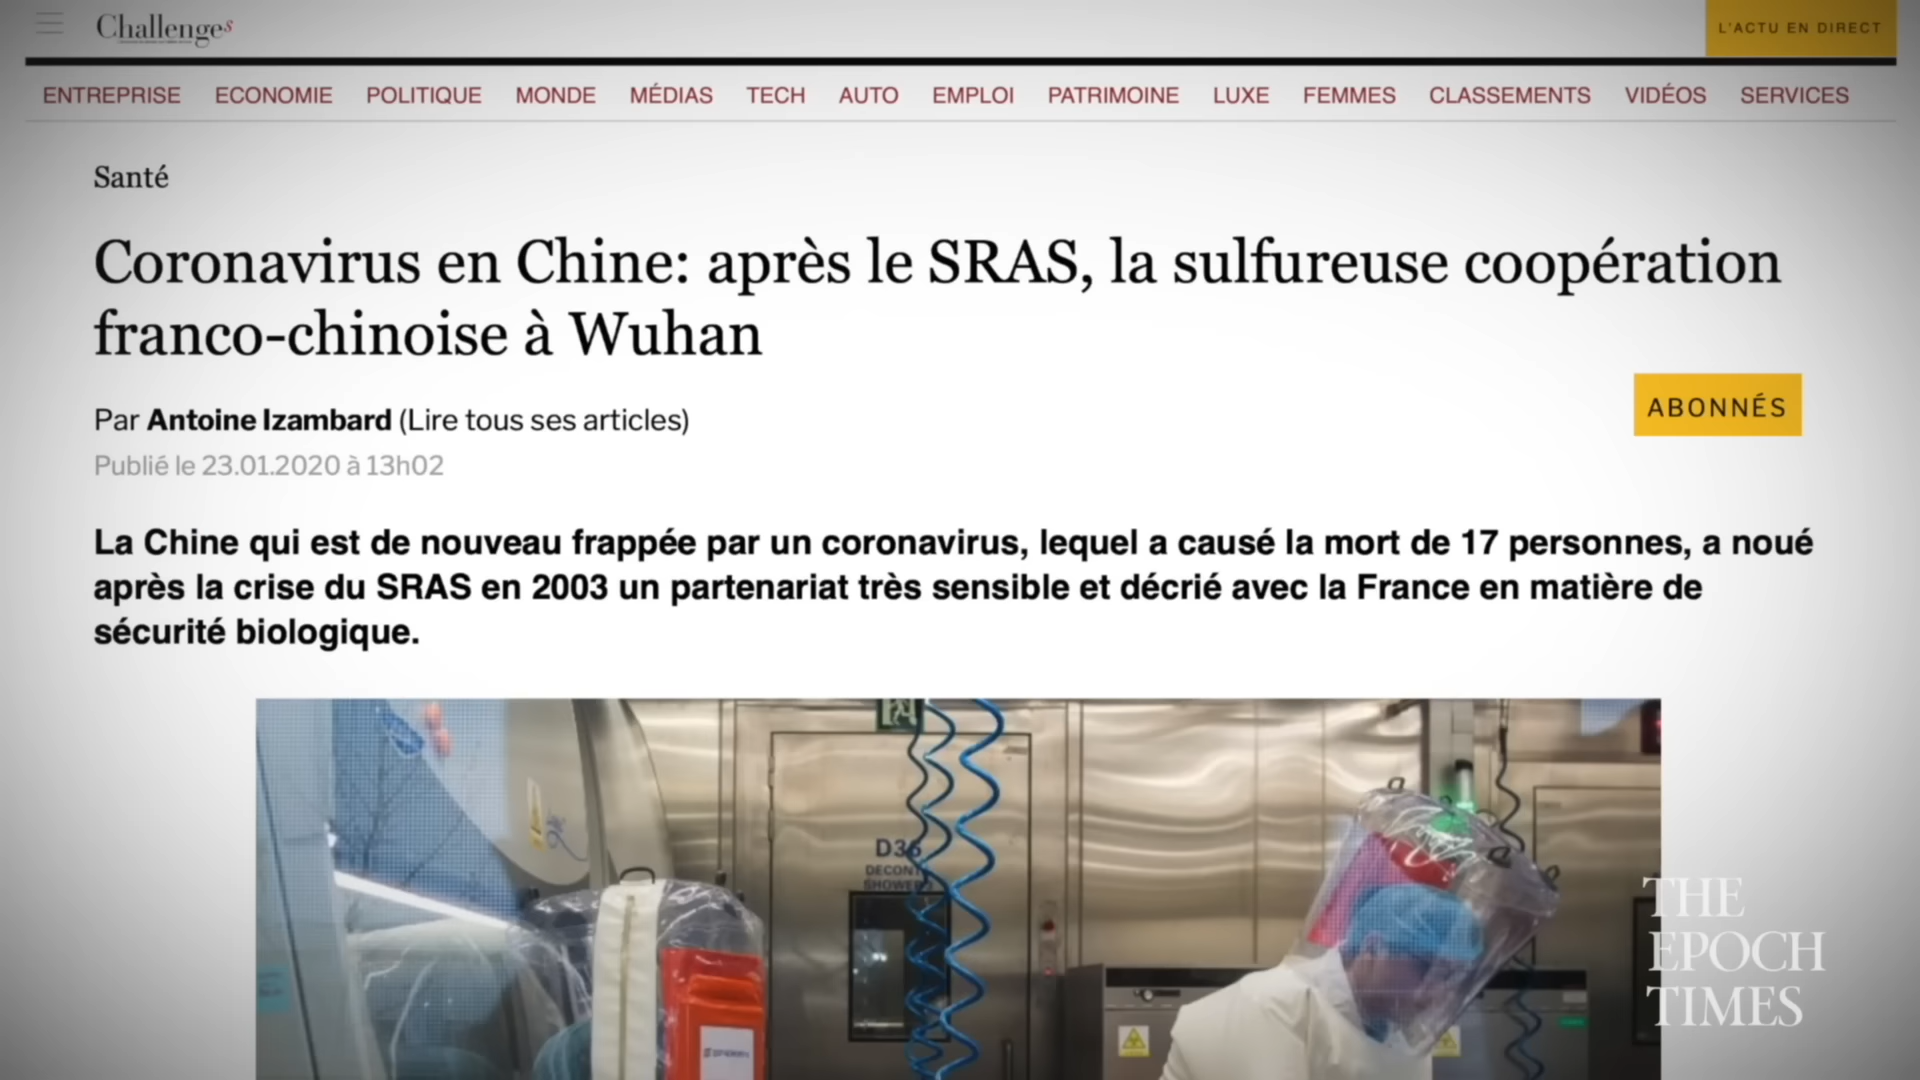 Challenges
L'ACTU EN DIRECT
ENTREPRISE ECONOMIE POLITIQUE MONDE MÉDIAS TECH AUTO EMPLOI PATRIMOINE LUXE FEMMES CLASSEMENTS VIDÉOS SERVICES
Santé
Coronavirus en Chine: après le SRAS, la sulfureuse coopération
franco-chinoise à Wuhan
Par Antoine Izambard (Lire tous ses articles)
ABONNÉS
Publié le 23.01.2020 à 13h02
La Chine qui est de nouveau frappée par un coronavirus, lequel a causé la mort de 17 personnes, a noué
après la crise du SRAS en 2003 un partenariat très sensible et décrié avec la France en matière de
sécurité biologique.
DECONT
SHOWER
THE
EPOCH
TIMES